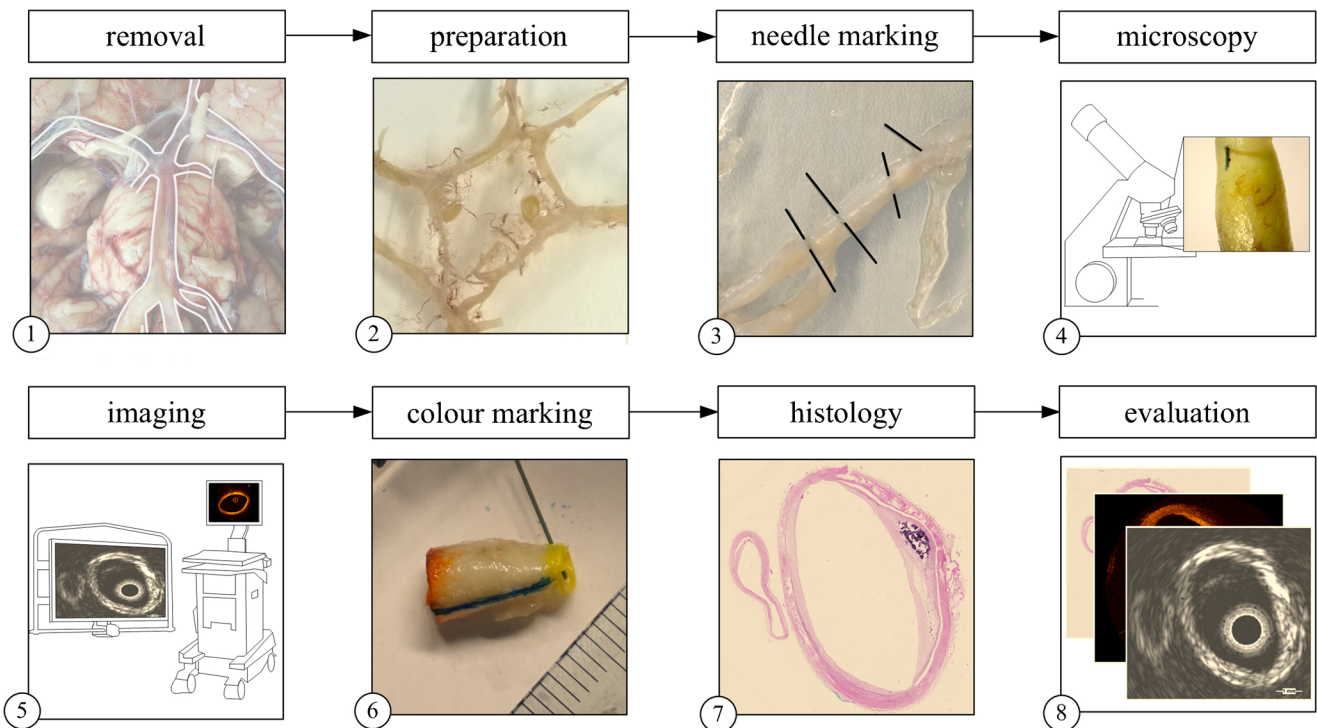 removal
preparation
needle marking
microscopy
1
2
3
4
imaging
colour marking
histology
evaluation
5
6
7
8